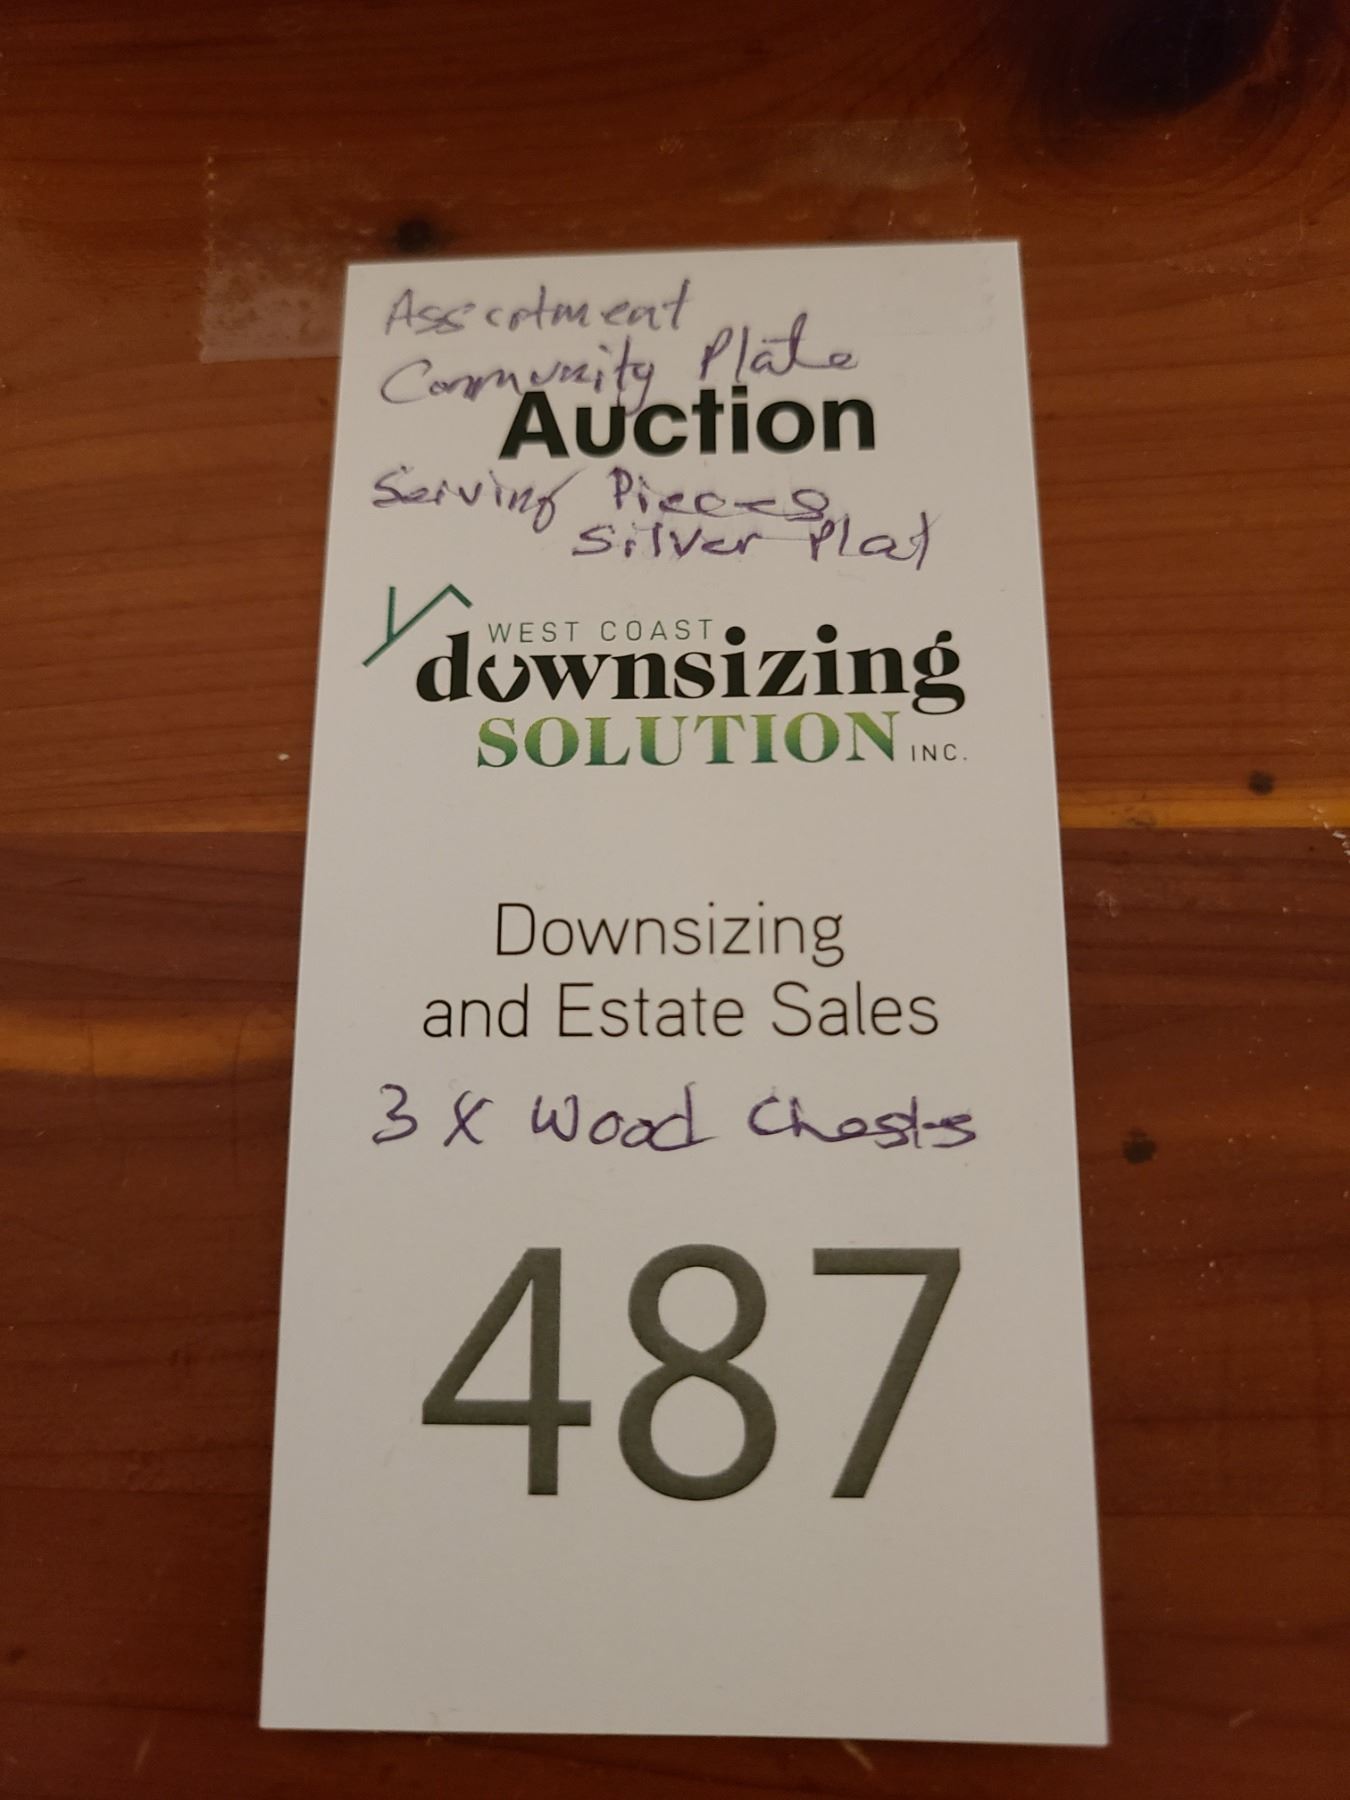 Assortment
Community Plate
Auction
Serving Pieces
Silver Plat
WEST COAST
downsizing
SOLUTION INC.
Downsizing
and Estate Sales
3 x Wood Chests
487